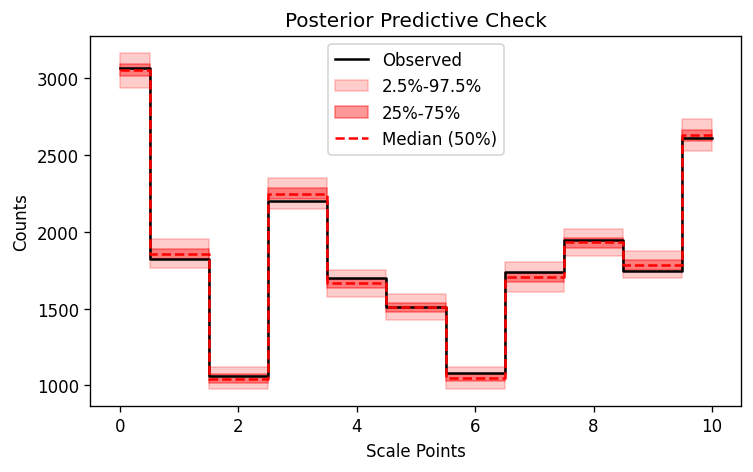 Posterior Predictive Check
Observed
2.5%-97.5%
25%-75%
Median (50%)
Counts
3000
2500
2000
1500
1000
0 2 4 6 8 10
Scale Points